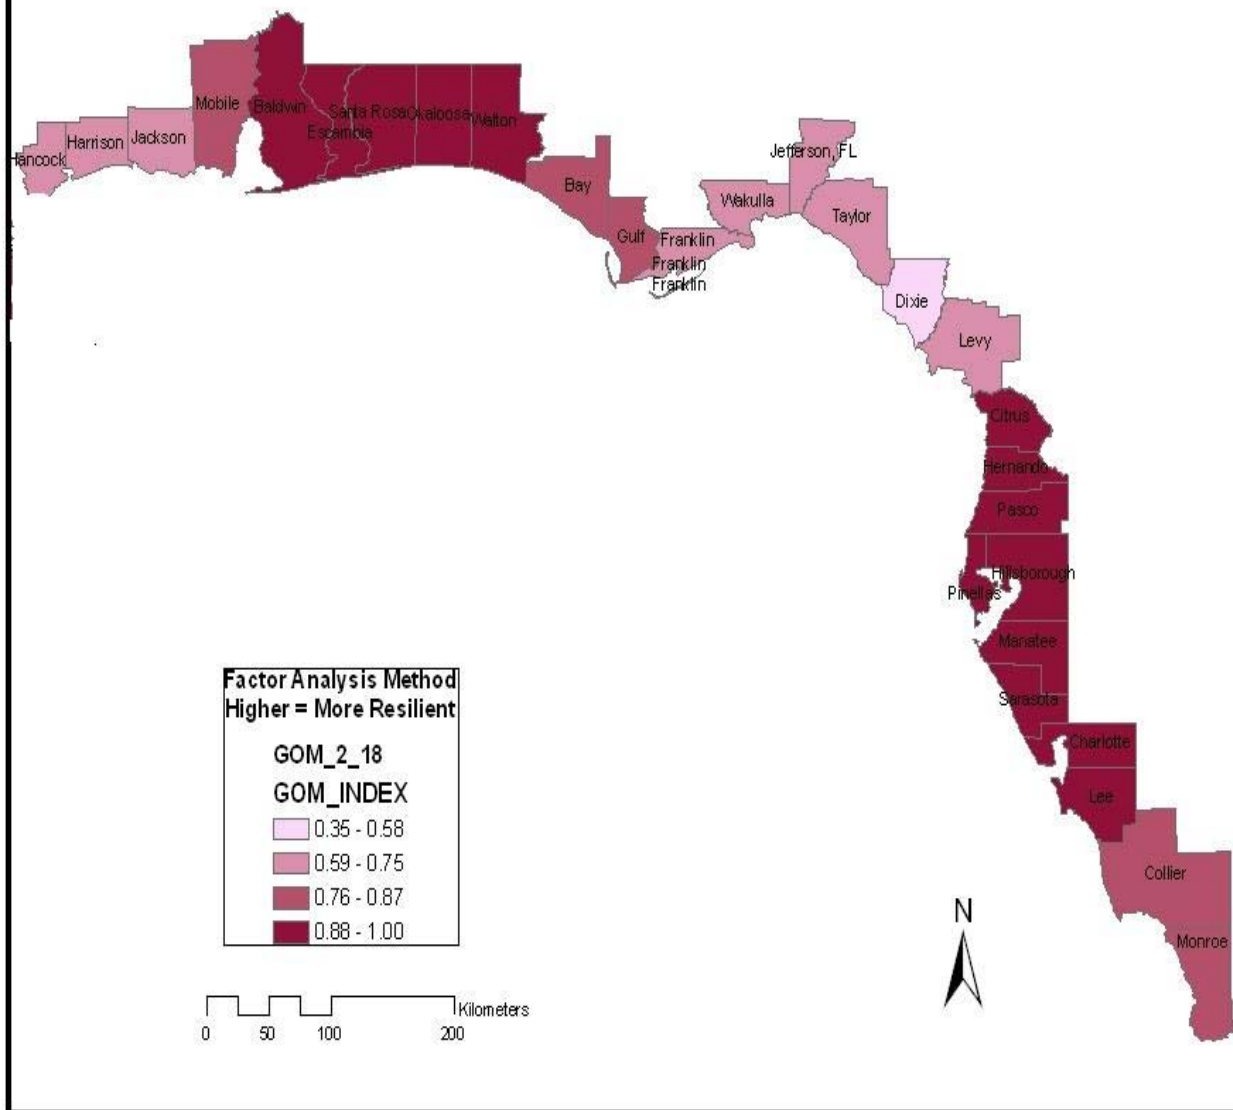 Mobile
Baldwin
Santa Rosa
Okaloosa
Walton
Escambia
Hancock
Harrison
Jackson
Jefferson, FL
Bay
Wakulla
Taylor
Gulf
Franklin
Franklin
Franklin
Dixie
Levy
Citrus
Hernando
Pasco
Hillsborough
Pinellas
Manatee
Sarasota
Charlotte
Lee
Collier
Monroe
Factor Analysis Method
Higher = More Resilient
GOM_2_18
GOM_INDEX
0.35 - 0.58
0.59 - 0.75
0.76 - 0.87
0.88 - 1.00
N
Kilometers
0 50 100 200